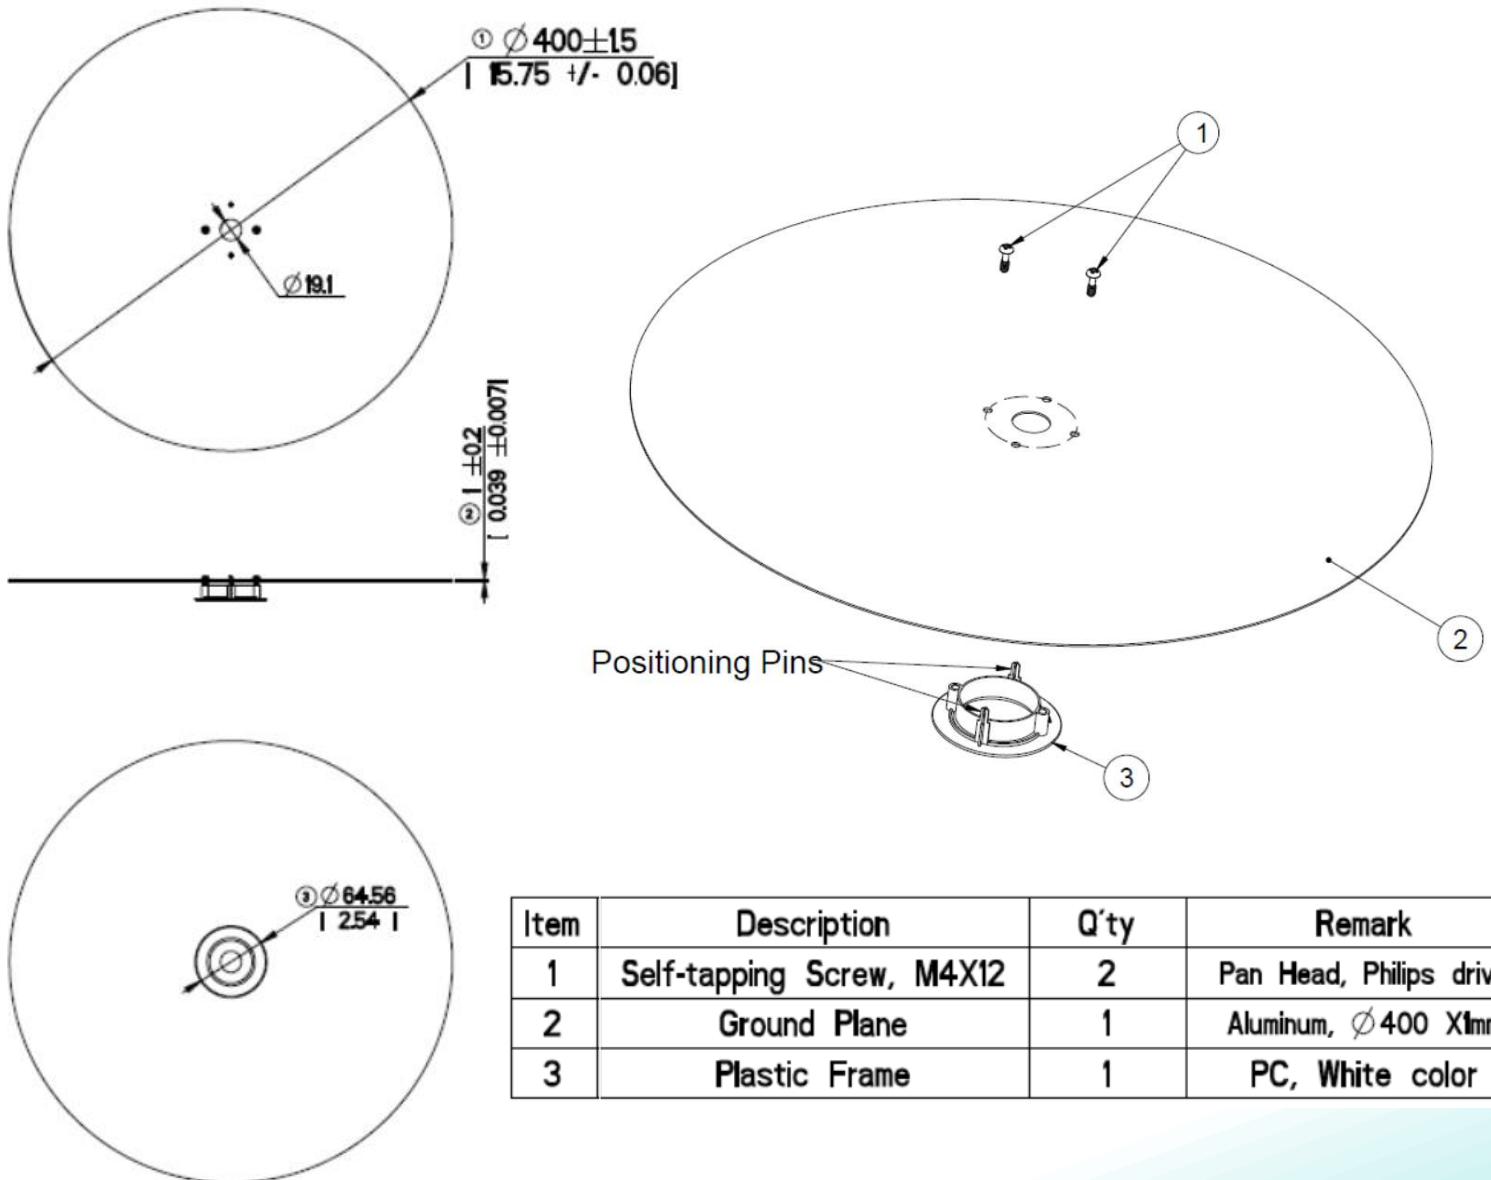 ① ∅400±1.5
[ 15.75 +/- 0.06]
∅19.1
② 1 ±0.2
[ 0.039 ±0.007]
③ ∅64.56
[ 2.54 ]
1
2
Positioning Pins
3
Item Description Q'ty Remark
1 Self-tapping Screw, M4X12 2 Pan Head, Philips driv
2 Ground Plane 1 Aluminum, ∅400 X1mm
3 Plastic Frame 1 PC, White color